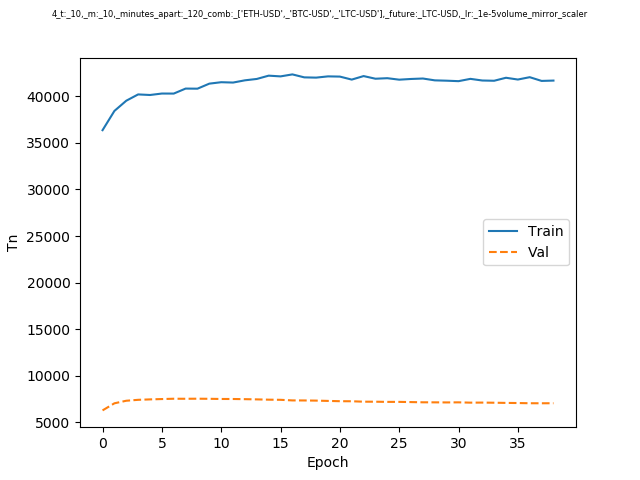 4_t:_10,_m:_10,_minutes_apart:_120_comb:_['ETH-USD',_'BTC-USD',_'LTC-USD'],_future:_LTC-USD,_lr:_1e-5volume_mirror_scaler
40000
35000
30000
25000
20000
15000
10000
5000
Tn
Train
Val
0 5 10 15 20 25 30 35
Epoch